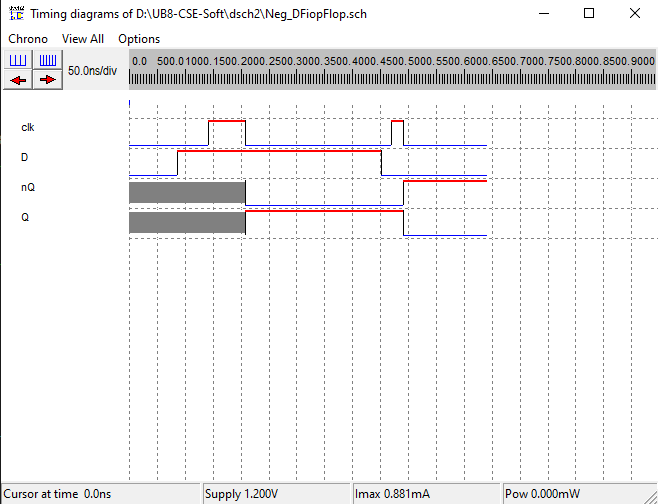 Timing diagrams of D:\UB8-CSE-Soft\dsch2\Neg_DFiopFlop.sch
Chrono View All Options
50.0ns/div
0.0 500.01000.1500.2000.2500.3000.3500.4000.4500.5000.5500.6000.6500.7000.7500.8000.8500.9000
clk
D
nQ
Q
Cursor at time 0.0ns Supply 1.200V Imax 0.881mA Pow 0.000mW